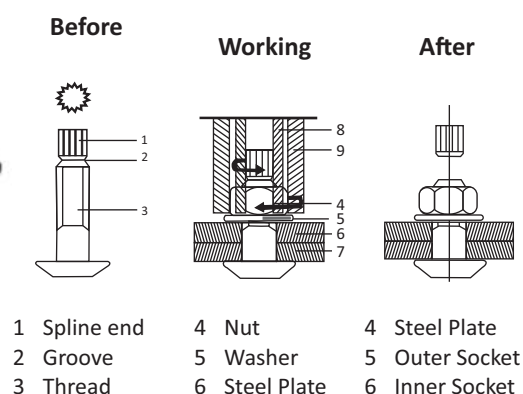 Before
Working
After
1
2
3
8
9
4
5
6
7
1 Spline end
2 Groove
3 Thread
4 Nut
5 Washer
6 Steel Plate
4 Steel Plate
5 Outer Socket
6 Inner Socket